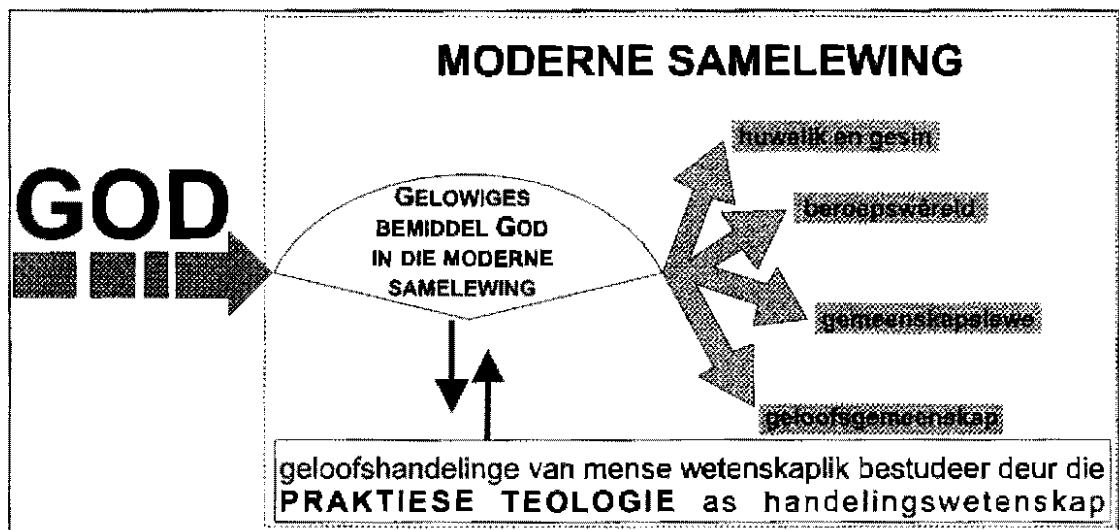 MODERNE SAMELEWING
GOD
GELOWIGES
BEMIDDEL GOD
IN DIE MODERNE
SAMELEWING
huwelik en gesin
beroepswêreld
gemeenskapslewe
geloofsgemeenskap
geloofshandelinge van mense wetenskaplik bestudeer deur die
PRAKTIESE TEOLOGIE as handelingswetenskap